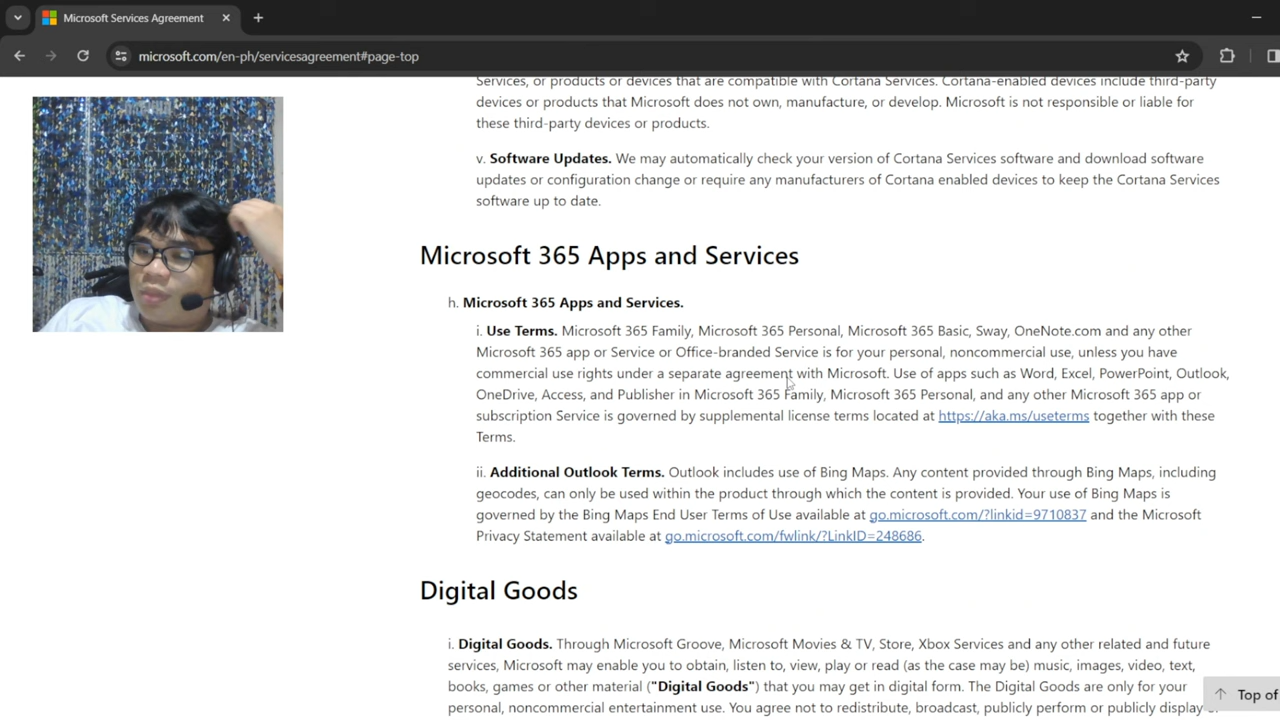 Microsoft Services Agreement
microsoft.com/en-ph/servicesagreement#page-top
Services, or products or devices that are compatible with Cortana Services. Cortana-enabled devices include third-party
devices or products that Microsoft does not own, manufacture, or develop. Microsoft is not responsible or liable for
these third-party devices or products.
v. Software Updates. We may automatically check your version of Cortana Services software and download software
updates or configuration change or require any manufacturers of Cortana enabled devices to keep the Cortana Services
software up to date.
Microsoft 365 Apps and Services
h. Microsoft 365 Apps and Services.
i. Use Terms. Microsoft 365 Family, Microsoft 365 Personal, Microsoft 365 Basic, Sway, OneNote.com and any other
Microsoft 365 app or Service or Office-branded Service is for your personal, noncommercial use, unless you have
commercial use rights under a separate agreement with Microsoft. Use of apps such as Word, Excel, PowerPoint, Outlook,
OneDrive, Access, and Publisher in Microsoft 365 Family, Microsoft 365 Personal, and any other Microsoft 365 app or
subscription Service is governed by supplemental license terms located at https://aka.ms/useterms together with these
Terms.
ii. Additional Outlook Terms. Outlook includes use of Bing Maps. Any content provided through Bing Maps, including
geocodes, can only be used within the product through which the content is provided. Your use of Bing Maps is
governed by the Bing Maps End User Terms of Use available at go.microsoft.com/?linkid=9710837 and the Microsoft
Privacy Statement available at go.microsoft.com/fwlink/?LinkID=248686.
Digital Goods
i. Digital Goods. Through Microsoft Groove, Microsoft Movies & TV, Store, Xbox Services and any other related and future
services, Microsoft may enable you to obtain, listen to, view, play or read (as the case may be) music, images, video, text,
books, games or other material ("Digital Goods") that you may get in digital form. The Digital Goods are only for your
personal, noncommercial entertainment use. You agree not to redistribute, broadcast, publicly perform or publicly display
Top of